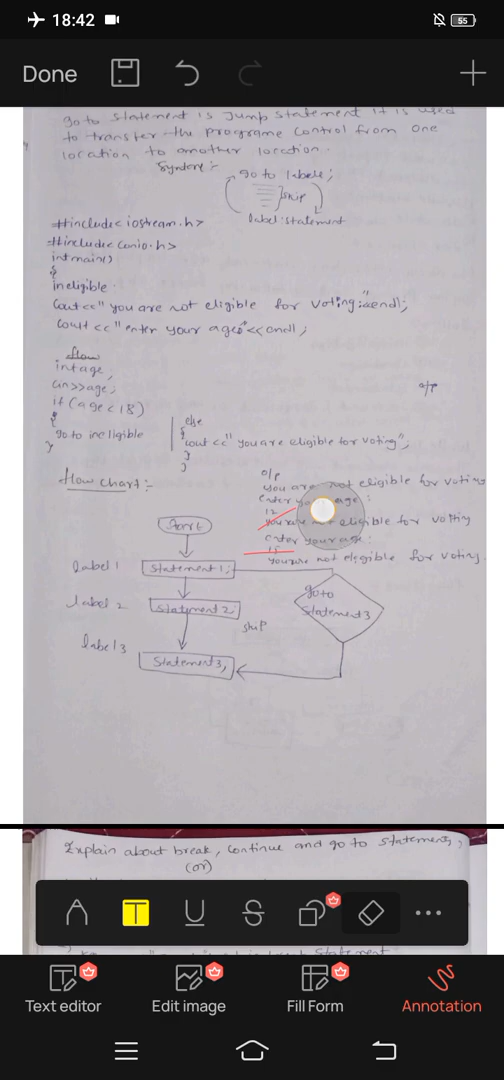 18:42
55
Done
go to statement is Jump statement it is used
to transfer the programe control from one
location to another location.
Syntax:-
go to labels;
skip
label:statement
#include<iostream.h>
#include<conio.h>
int main()
{
ineligible:
Cout<<"you are not eligible for voting:"<<endl;
Cout<<"enter your age:"<<endl;
int age;
cin>>age;
if (age<18)
{
go to inelligible
}
else
{
cout<<"you are eligible for voting";
}
}
o/p
flow chart:-
o/p
you are not eligible for voting
enter your age:
12
you are not eligible for voting
enter your age:
11
you are not eligible for voting.
Start
label 1
Statement 1;
go to
Statement 3
label 2
Statement 2;
skip
label 3
Statement 3;
Explain about break, continue and go to statement,
(or)
T
U
S
Text editor
Edit image
Fill Form
Annotation